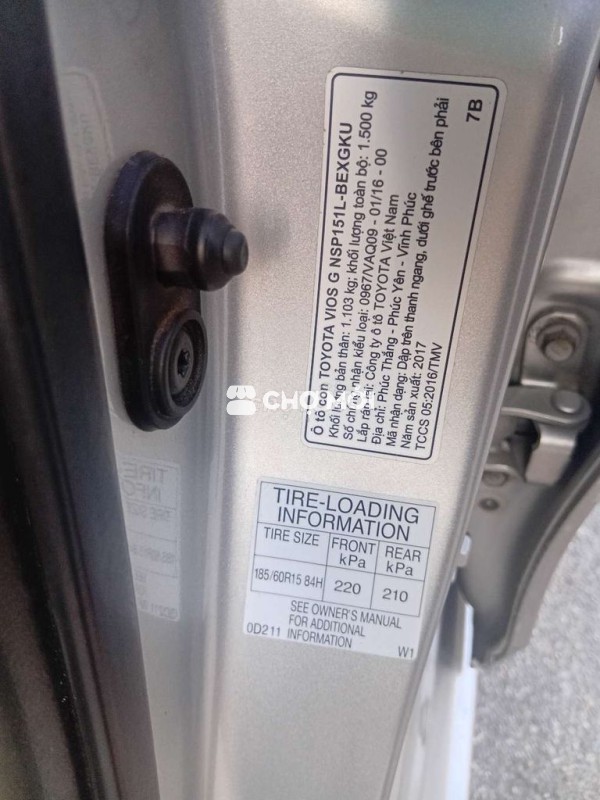 Ô tô con TOYOTA VIOS G NSP151L-BEXGKU
Khối lượng bản thân: 1.103 kg; khối lượng toàn bộ: 1.500 kg
Số chứng nhận kiểu loại: 0967/VAQ09 - 01/16 - 00
Lắp ráp tại: Công ty ô tô TOYOTA Việt Nam
Địa chỉ: Phúc Thắng - Phúc Yên - Vĩnh Phúc
Mã nhận dạng: Dập trên thanh ngang, dưới ghế trước bên phải
Năm sản xuất: 2017
TCCS 05:2016/TMV
7B
CHỢ TỐT
TIRE-LOADING
INFORMATION
TIRE SIZE FRONT kPa REAR kPa
185/60R15 84H 220 210
SEE OWNER'S MANUAL
FOR ADDITIONAL
0D211 INFORMATION W1